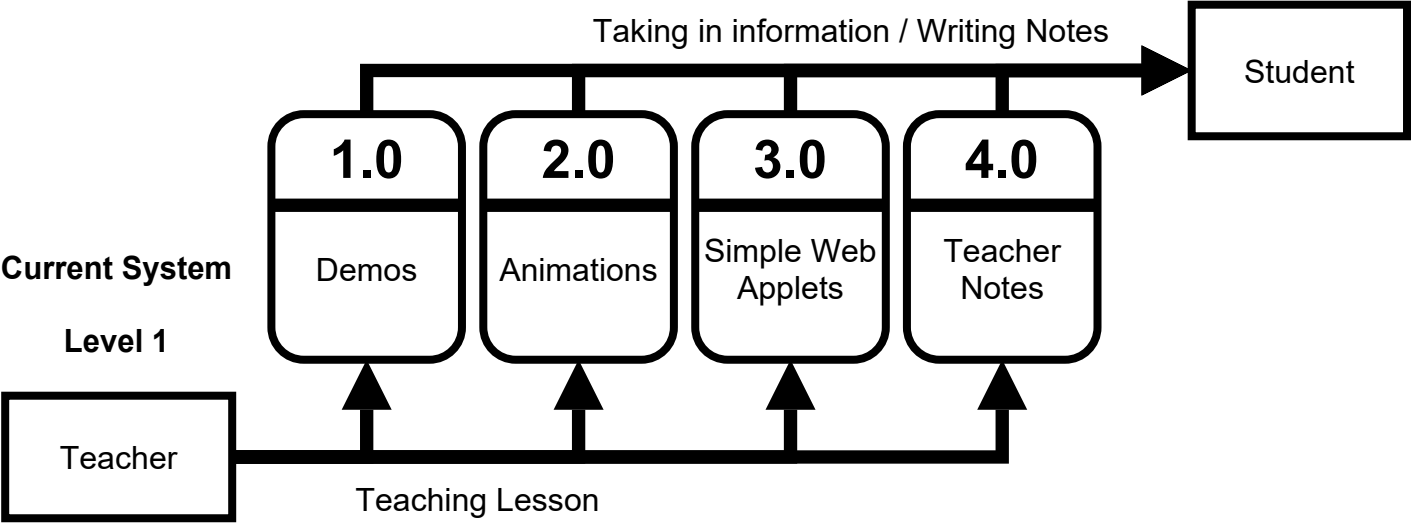 Taking in information / Writing Notes
Student
1.0
2.0
3.0
4.0
Current System
Level 1
Demos
Animations
Simple Web
Applets
Teacher
Notes
Teacher
Teaching Lesson